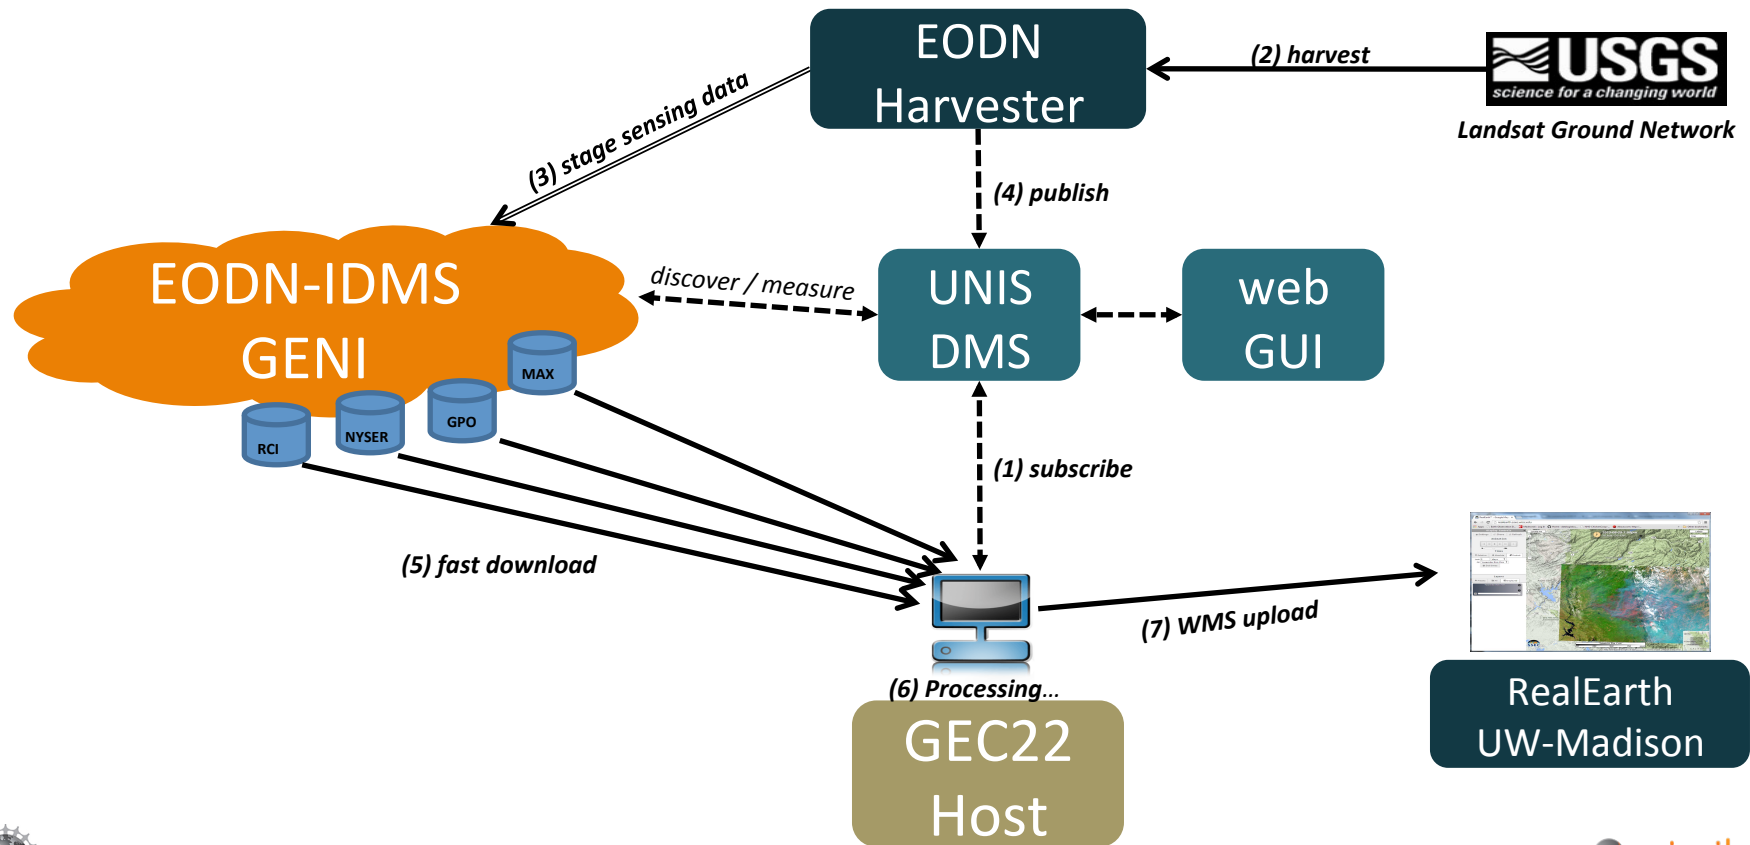 EODN
Harvester
(2) harvest
USGS
science for a changing world
Landsat Ground Network
(3) stage sensing data
(4) publish
EODN-IDMS
GENI
discover / measure
UNIS
DMS
web
GUI
MAX
GPO
NYSER
RCI
(1) subscribe
(5) fast download
(7) WMS upload
(6) Processing...
GEC22
Host
RealEarth
UW-Madison